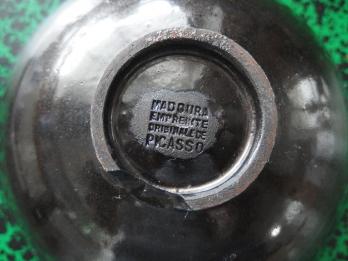 MADOURA
EMPREINTE
ORIGINALE DE
PICASSO